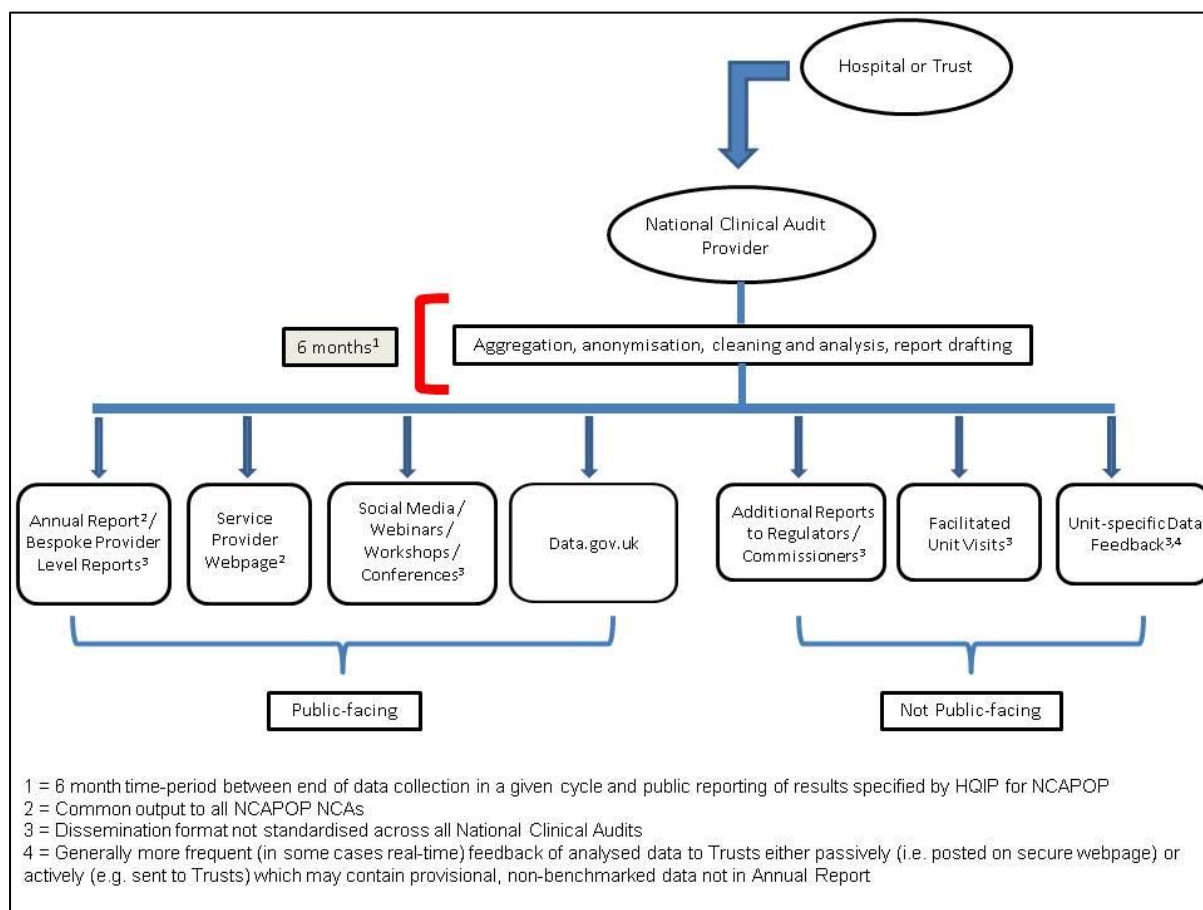 Hospital or Trust
National Clinical Audit
Provider
6 months¹
Aggregation, anonymisation, cleaning and analysis, report drafting
Annual Report²/
Bespoke Provider
Level Reports³
Service
Provider
Webpage²
Social Media /
Webinars /
Workshops /
Conferences³
Data.gov.uk
Additional Reports
to Regulators /
Commissioners³
Facilitated
Unit Visits³
Unit-specific Data
Feedback³,⁴
Public-facing
Not Public-facing
1 = 6 month time-period between end of data collection in a given cycle and public reporting of results specified by HQIP for NCAPOP
2 = Common output to all NCAPOP NCAs
3 = Dissemination format not standardised across all National Clinical Audits
4 = Generally more frequent (in some cases real-time) feedback of analysed data to Trusts either passively (i.e. posted on secure webpage) or
actively (e.g. sent to Trusts) which may contain provisional, non-benchmarked data not in Annual Report